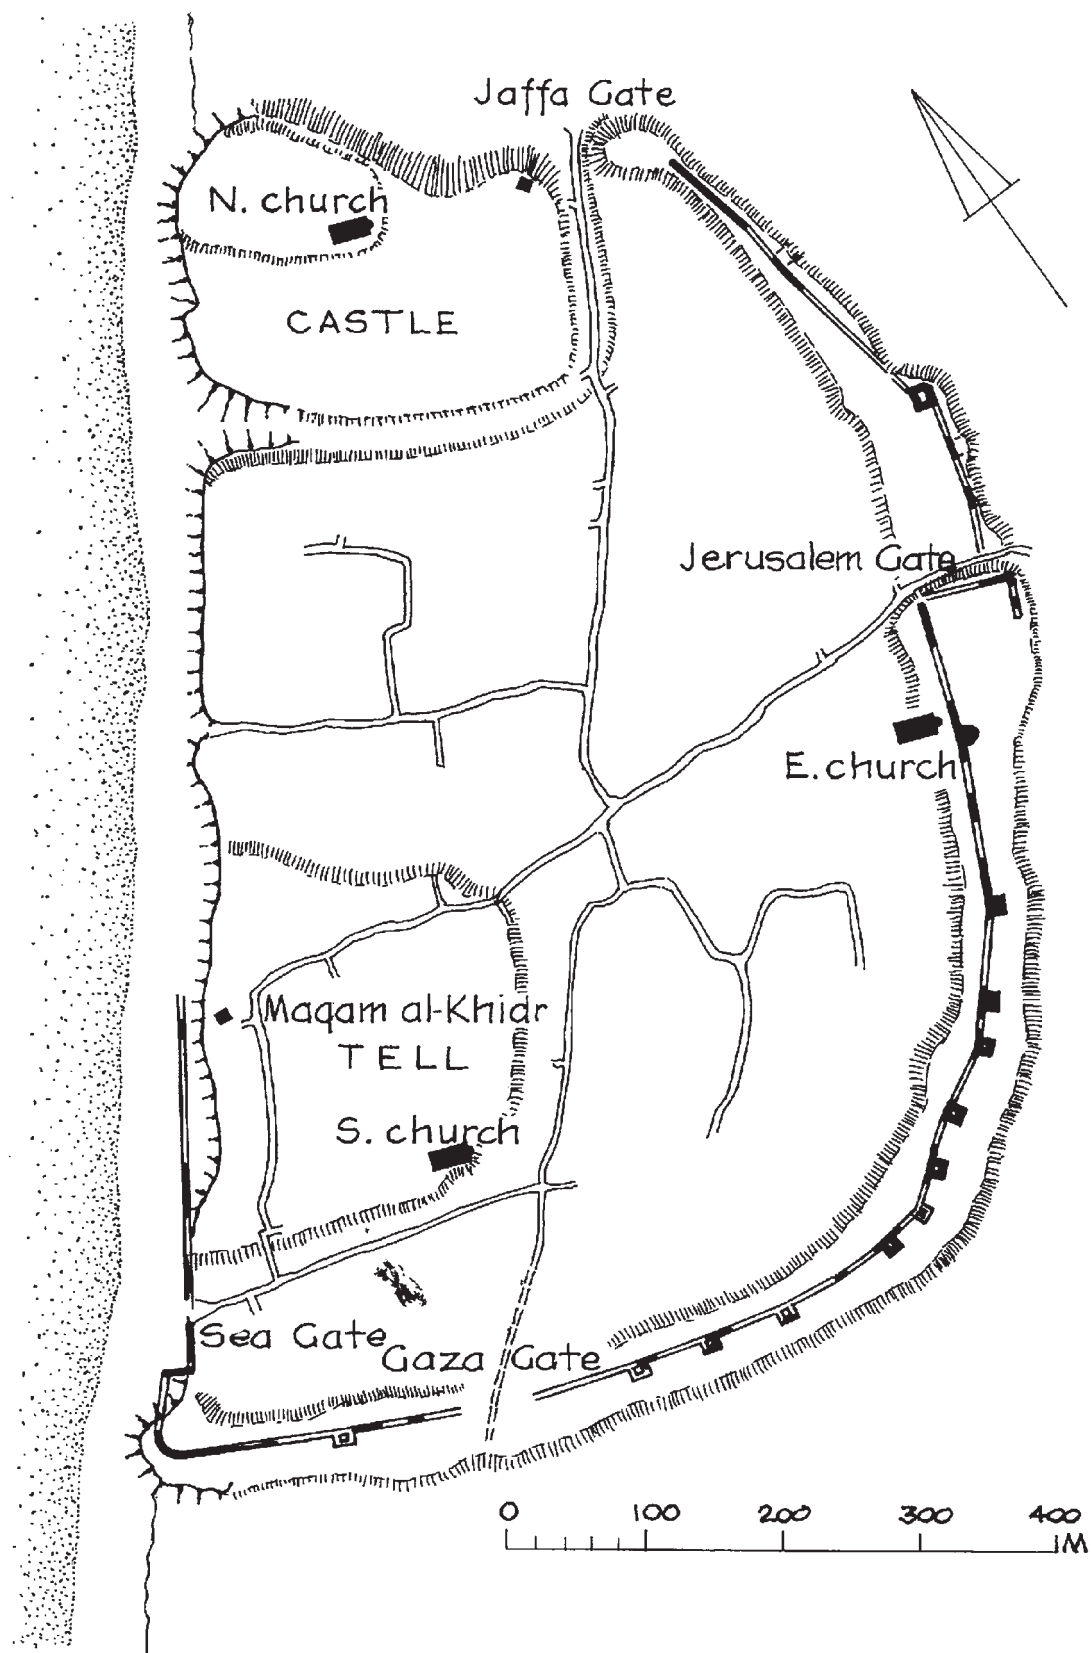 Jaffa Gate
N. church
CASTLE
Jerusalem Gate
E. church
Maqam al-Khidr
TELL
S. church
Sea Gate
Gaza Gate
0 100 200 300 400
M